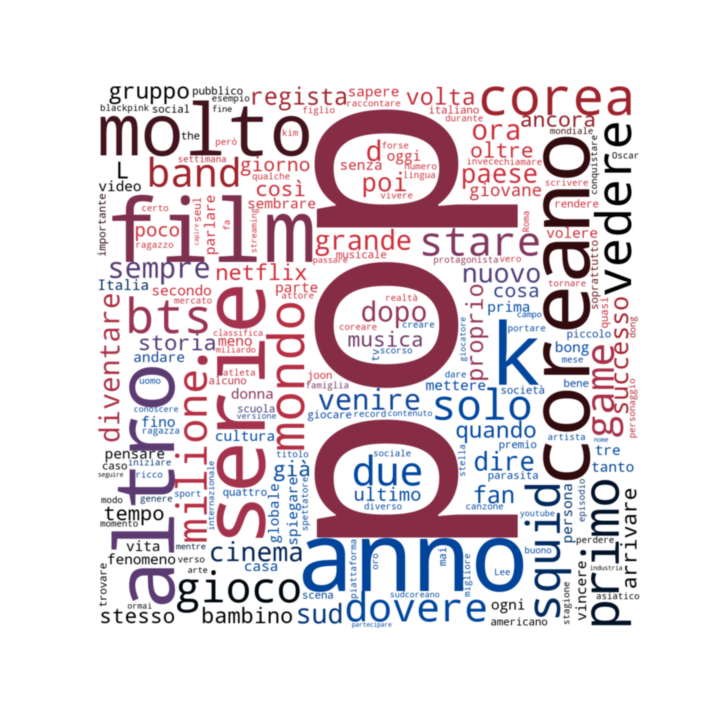 gruppo
pubblico
esempio
blackpink
social
fine
regista
sapere
raccontare
figlio
volta
italiano
durante
corea
molto
the
però
kim
d
forse
oggi
senza
numero
lingua
poi
vivere
ora
oltre
invece
chiamare
paese
giovane
ancora
mondiale
Oscar
conquistare
scrivere
rendere
L
video
band
settimana
giorno
qualche
così
sembrare
importante
film
certo
poco
ragazzo
capire
seul
parlare
fa
streaming
pop
grande
musicale
passare
stare
protagonista
vero
Roma
volere
soprattutto
tornare
coreano
vedere
sempre
netflix
nuovo
cosa
Italia
secondo
mercato
parte
attore
prima
campo
portare
quasi
dong
bts
serie
mondo
dopo
realtà
coreare
creare
musica
tv
scorso
giocatore
proprio
k
piccolo
bong
mese
game
successo
personaggio
diventare
storia
andare
classifica
meno
miliardo
atleta
alcuno
joon
famiglia
dare
mettere
società
bene
altro
uomo
milione.
donna
scuola
versione
venire
giocare
record
contenuto
solo
conoscere
fino
ragazza
cultura
quando
premio
artista
nome
tre
tanto
pensare
caso
iniziare
seguire
ricco
titolo
già
sociale
due
ultimo
diverso
stella
dire
parasita
fan
canzone
modo
genere
sport
quattro
internazionale
globale
spiegare
spettatore
youtube
squid
persona
episodio
primo
arrivare
tempo
momento
vita
mentre
fenomeno
verso
arte
cinema
casa
anno
piattaforma
oro
mai
migliore
buono
Lee
perdere
industria
trovare
ormai
gioco
scena
sudcoreano
stagione
vincere
asiatico
stesso
bambino
sud
dovere
partecipare
ogni
americano